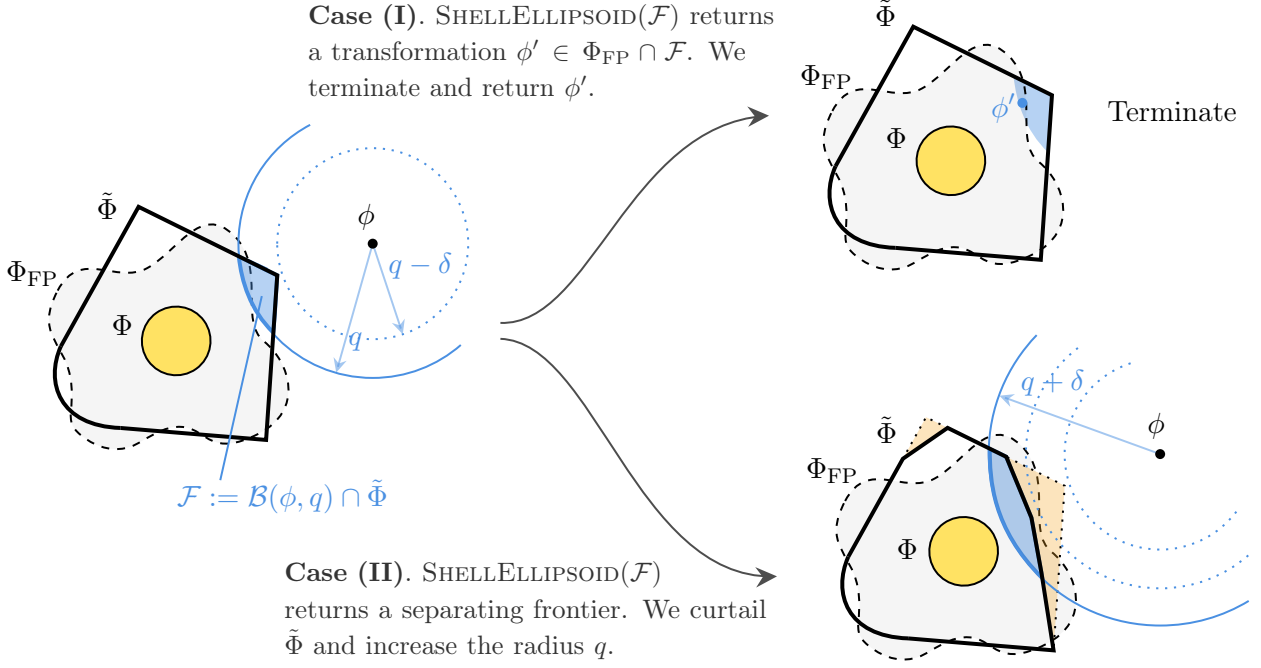 Case (I). SHELLELLIPSOID(ℱ) returns
a transformation ϕ′ ∈ Φ_FP ∩ ℱ. We
terminate and return ϕ′.
Φ̃
Φ_FP
ϕ′
Φ
Terminate
Φ̃
ϕ
Φ_FP
q − δ
Φ
q
ℱ := ℬ(ϕ, q) ∩ Φ̃
q + δ
Φ̃
ϕ
Φ_FP
Φ
Case (II). SHELLELLIPSOID(ℱ)
returns a separating frontier. We curtail
Φ̃ and increase the radius q.